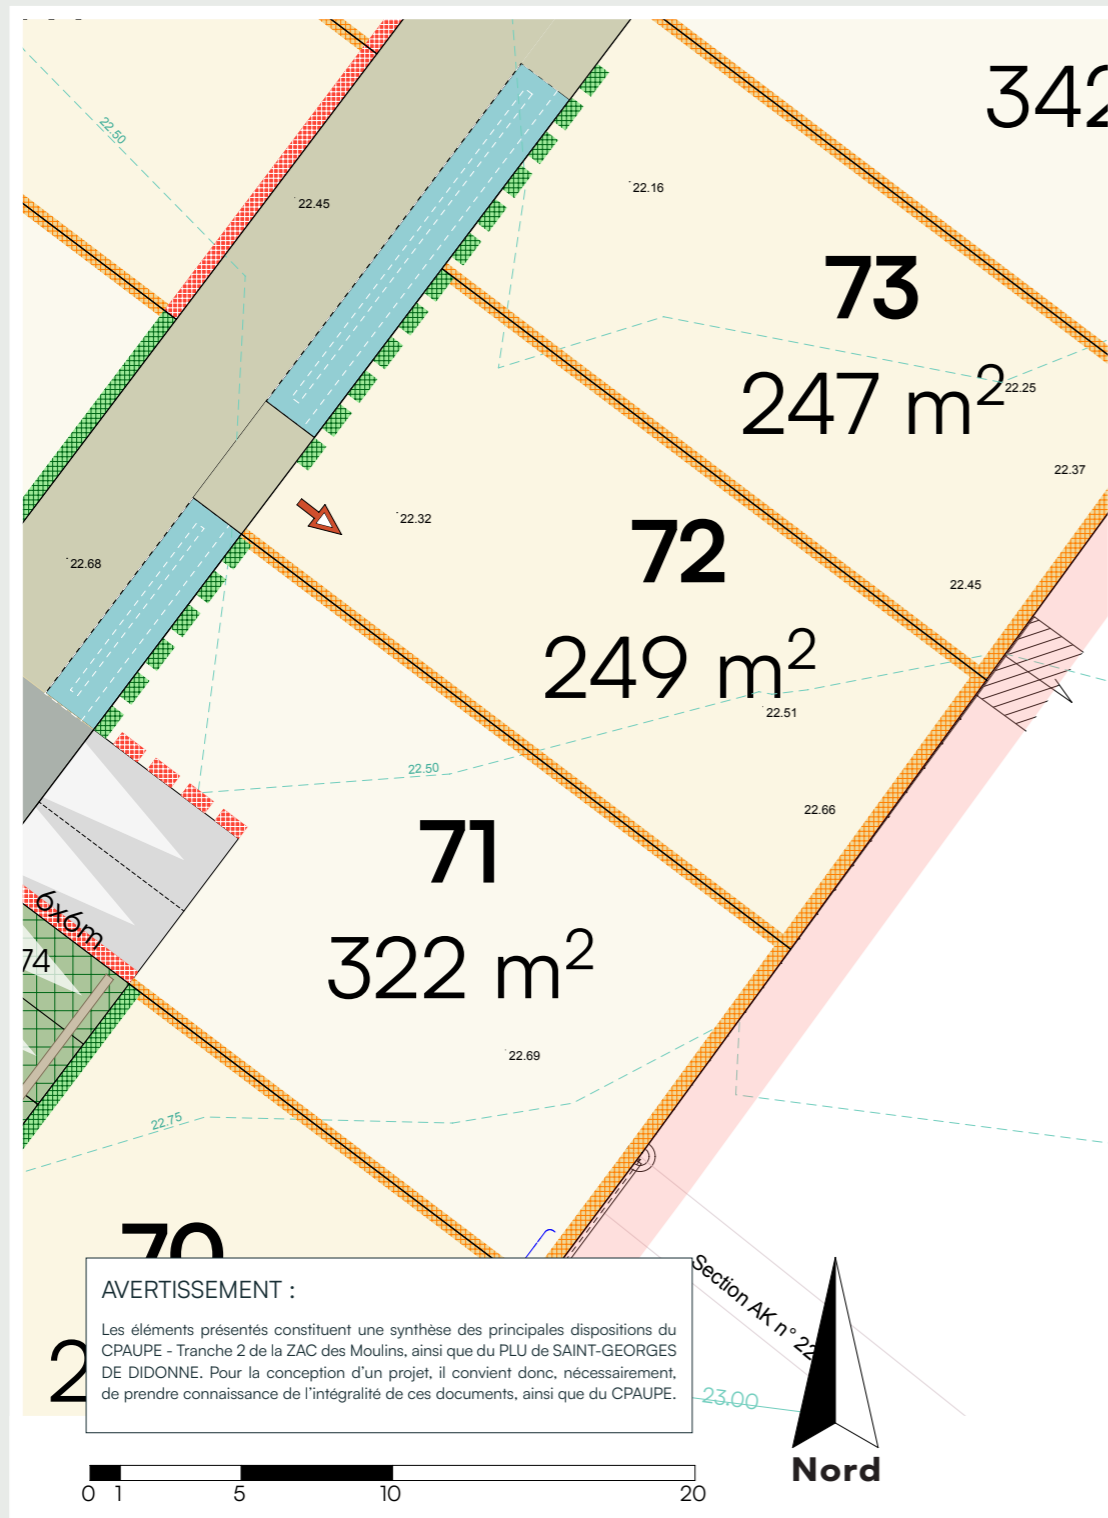 342
22.50
22.45
22.16
73
247 m²
22.25
22.37
22.32
72
22.68
22.45
249 m²
22.51
22.50
22.66
71
6x6m
322 m²
74
22.69
22.75
70
2
Section AK n° 22
AVERTISSEMENT :
Les éléments présentés constituent une synthèse des principales dispositions du
CPAUPE - Tranche 2 de la ZAC des Moulins, ainsi que du PLU de SAINT-GEORGES
DE DIDONNE. Pour la conception d'un projet, il convient donc, nécessairement,
de prendre connaissance de l'intégralité de ces documents, ainsi que du CPAUPE.
23.00
Nord
0 1 5 10 20